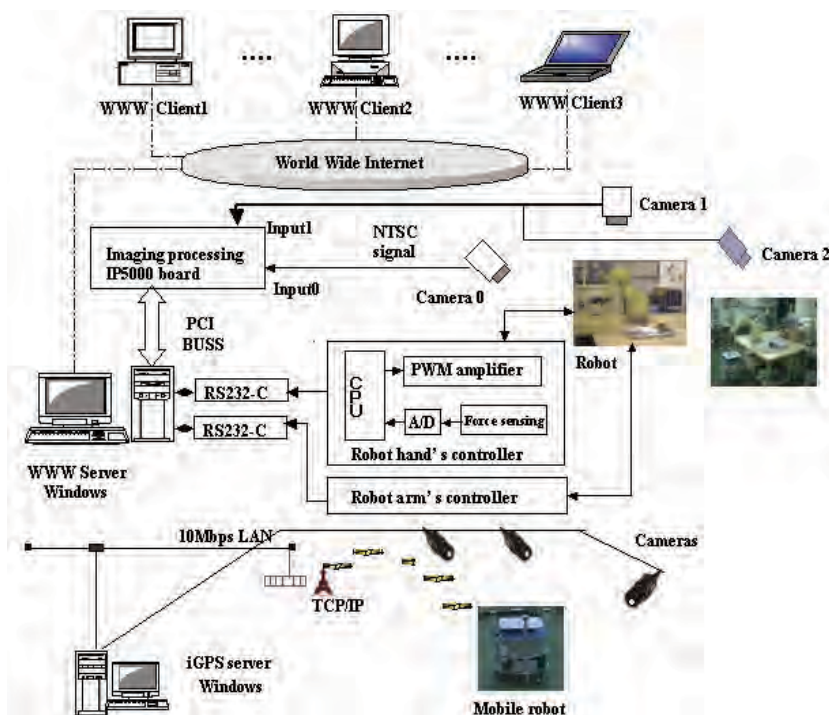 WWW Client1
WWW Client2
WWW Client3
World Wide Internet
Input1
Camera 1
NTSC
signal
Imaging processing
IP5000 board
Camera 2
Input0
Camera 0
PCI
BUSS
Robot
CPU
PWM amplifier
RS232-C
A/D
Force sensing
RS232-C
Robot hand's controller
WWW Server
Windows
Robot arm's controller
10Mbps LAN
Cameras
TCP/IP
iGPS server
Windows
Mobile robot